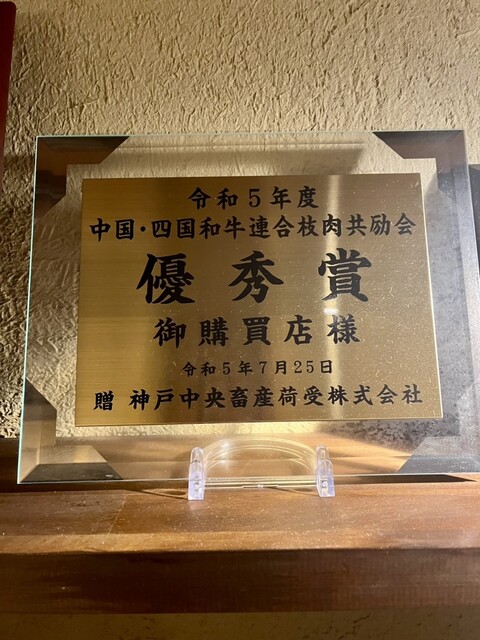 令和5年度
中国・四国和牛連合枝肉共励会
優秀賞
御購買店様
令和5年7月25日
贈 神戸中央畜産荷受株式会社